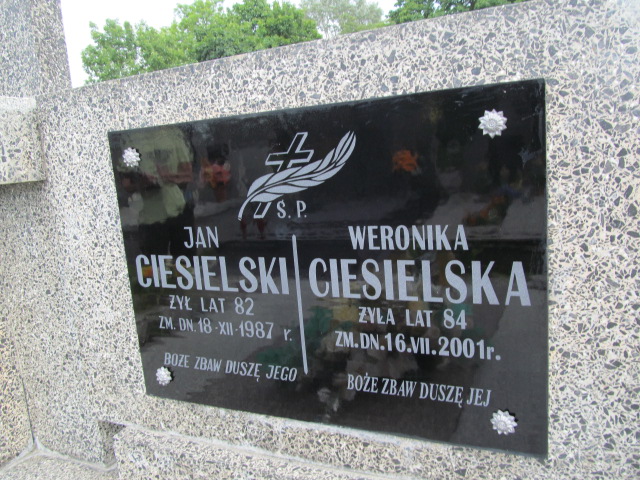 Ś.P.
JAN
CIESIELSKI
ŻYŁ LAT 82
ZM. DN. 18-XII-1987 r.
BOŻE ZBAW DUSZĘ JEGO
WERONIKA
CIESIELSKA
ŻYŁA LAT 84
ZM. DN. 16.VII.2001r.
BOŻE ZBAW DUSZĘ JEJ